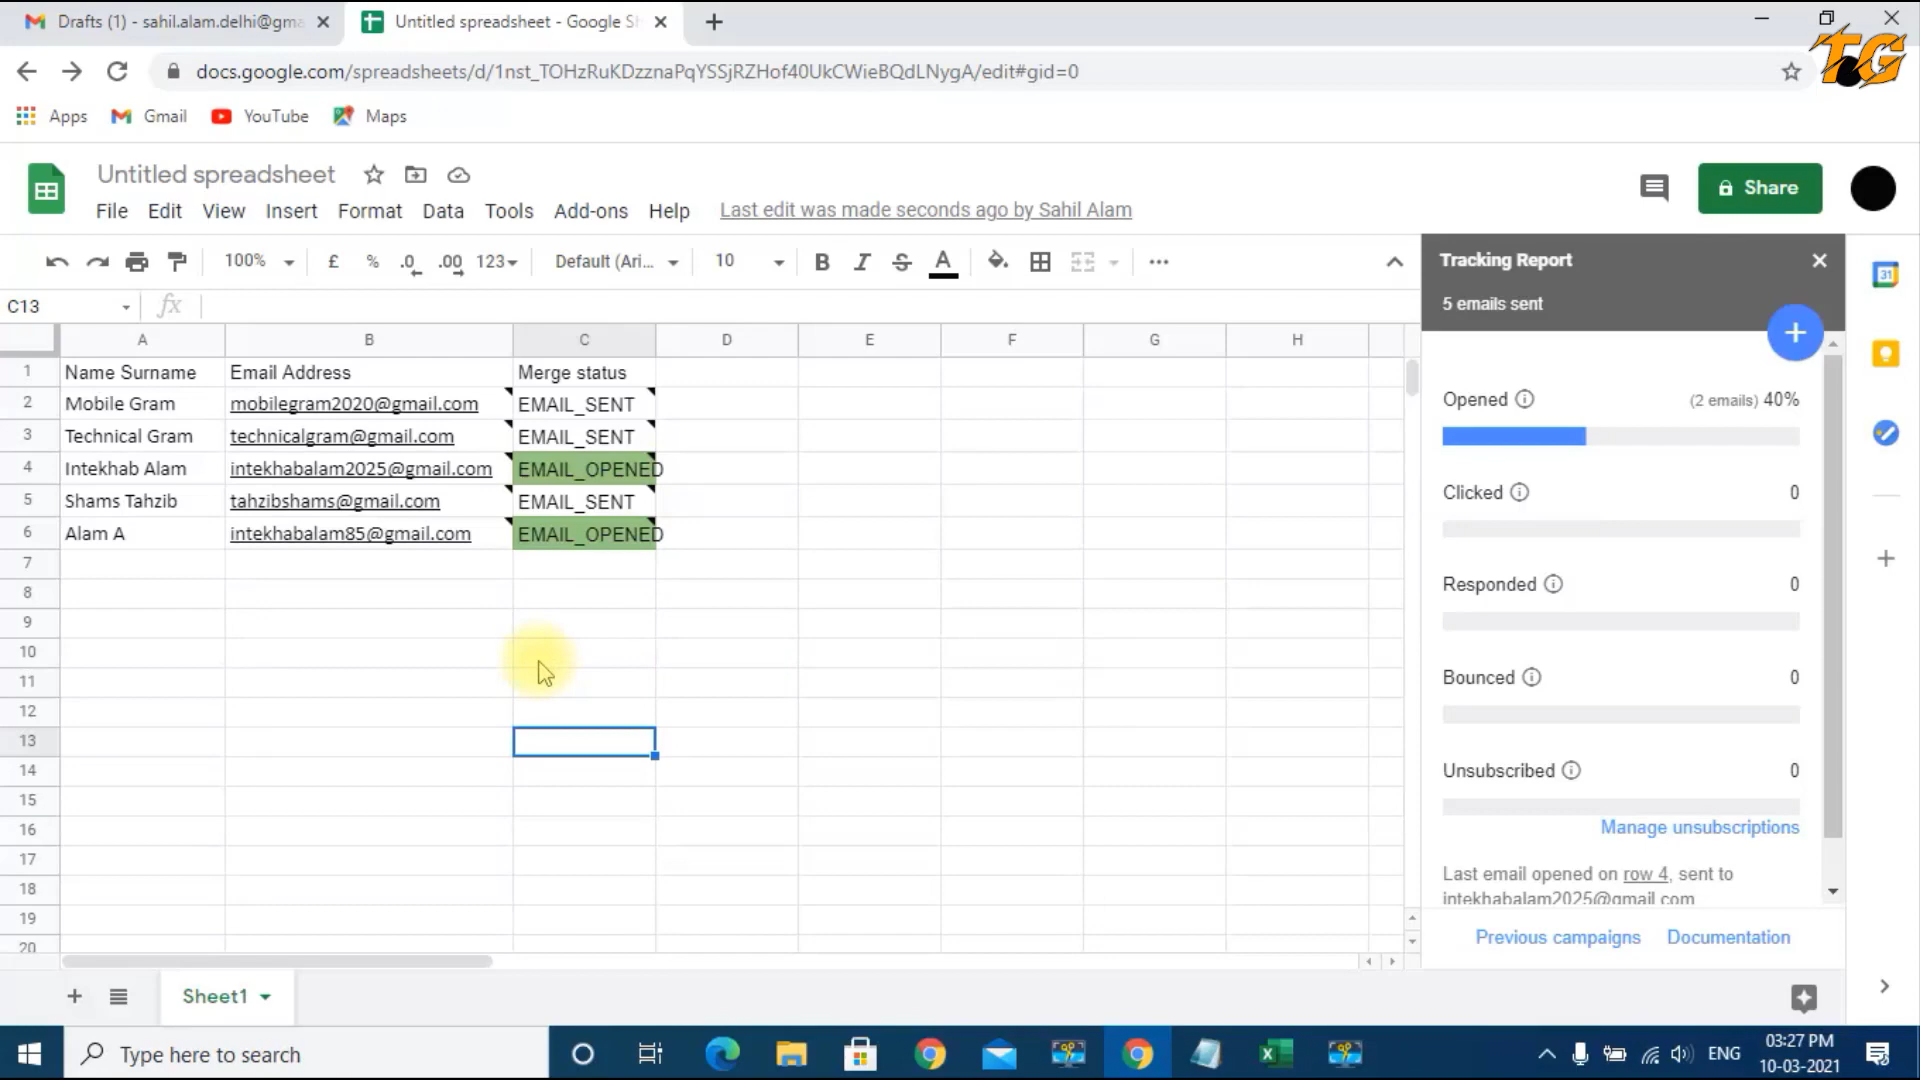 Drafts (1) - sahil.alam.delhi@gma
Untitled spreadsheet - Google Sh
TG
docs.google.com/spreadsheets/d/1nst_TOHzRuKDzznaPqYSSjRZHof40UkCWieBQdLNygA/edit#gid=0
Apps Gmail YouTube Maps
Untitled spreadsheet
Share
File Edit View Insert Format Data Tools Add-ons Help Last edit was made seconds ago by Sahil Alam
100% £ % .0 .00 123 Default (Ari... 10 B I S A
Tracking Report
5 emails sent
C13 fx
A B C D E F G H
1 Name Surname Email Address Merge status
2 Mobile Gram mobilegram2020@gmail.com EMAIL_SENT
3 Technical Gram technicalgram@gmail.com EMAIL_SENT
4 Intekhab Alam intekhabalam2025@gmail.com EMAIL_OPENED
5 Shams Tahzib tahzibshams@gmail.com EMAIL_SENT
6 Alam A intekhabalam85@gmail.com EMAIL_OPENED
7
8
9
10
11
12
13
14
15
16
17
18
19
20
Opened (2 emails) 40%
Clicked 0
Responded 0
Bounced 0
Unsubscribed 0
Manage unsubscriptions
Last email opened on row 4, sent to
intekhabalam2025@gmail.com
Previous campaigns Documentation
31
Sheet1
Type here to search
ENG
03:27 PM
10-03-2021